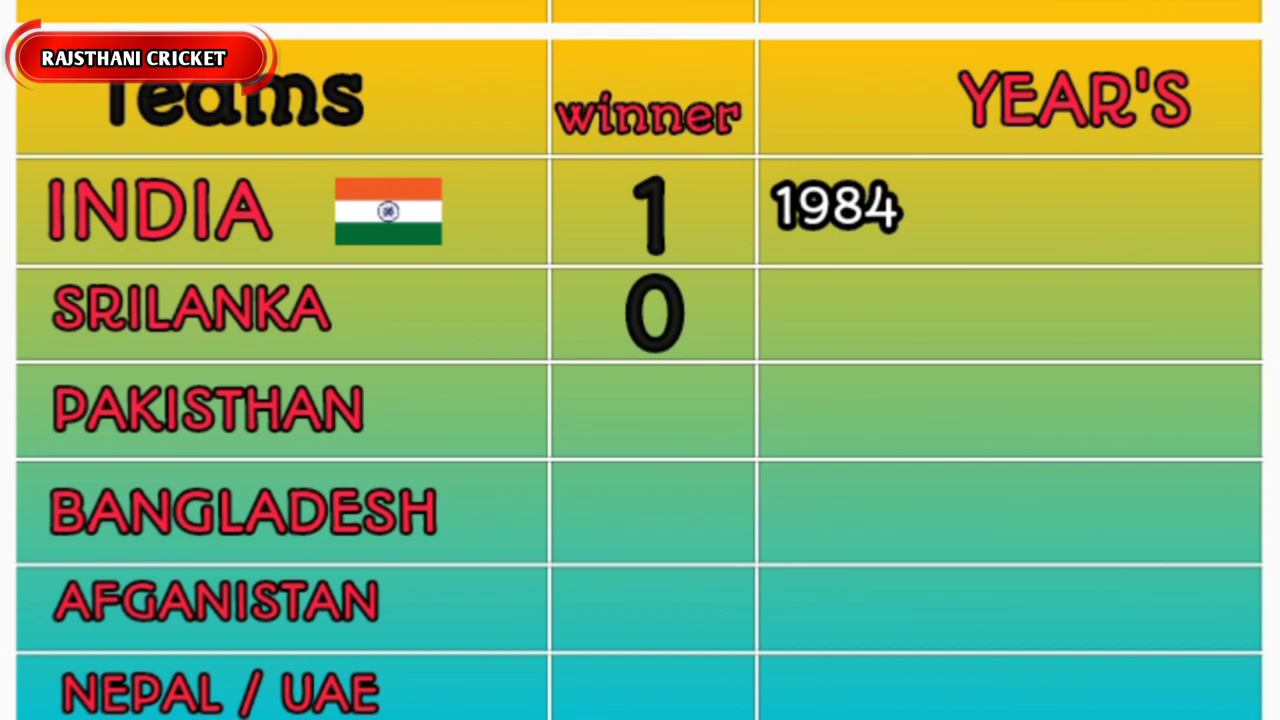 RAJSTHANI CRICKET
Teams winner YEAR'S
INDIA 1 1984
SRILANKA 0
PAKISTHAN
BANGLADESH
AFGANISTAN
NEPAL / UAE